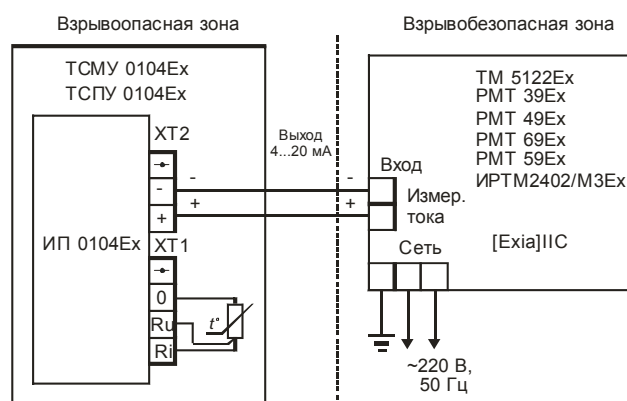 Взрывоопасная зона
Взрывобезопасная зона
ТСМУ 0104Ex
ТСПУ 0104Ex
XT2
-
+
ИП 0104Ex
XT1
0
Ru
Ri
t°
Выход
4...20 мА
-
+
-
+
Вход
Измер.
тока
Сеть
ТМ 5122Ex
РМТ 39Ex
РМТ 49Ex
РМТ 69Ex
РМТ 59Ex
ИРТМ2402/М3Ex
[Exia]IIC
~220 В,
50 Гц